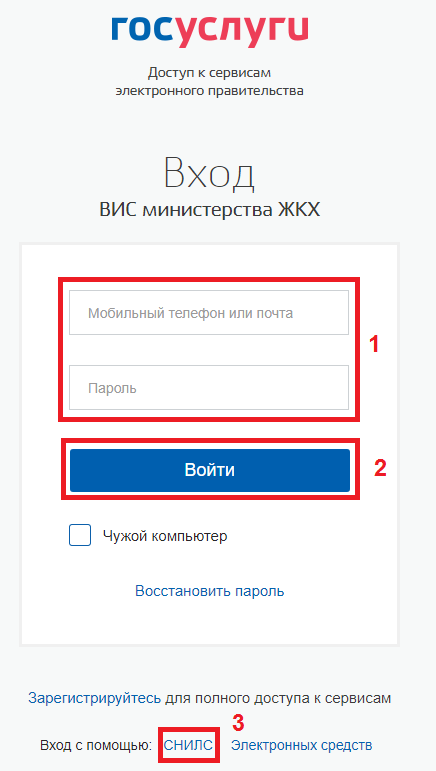 госуслуги
Доступ к сервисам
электронного правительства
Вход
ВИС министерства ЖКХ
Мобильный телефон или почта
1
Пароль
Войти
2
Чужой компьютер
Восстановить пароль
Зарегистрируйтесь для полного доступа к сервисам
3
Вход с помощью: СНИЛС Электронных средств